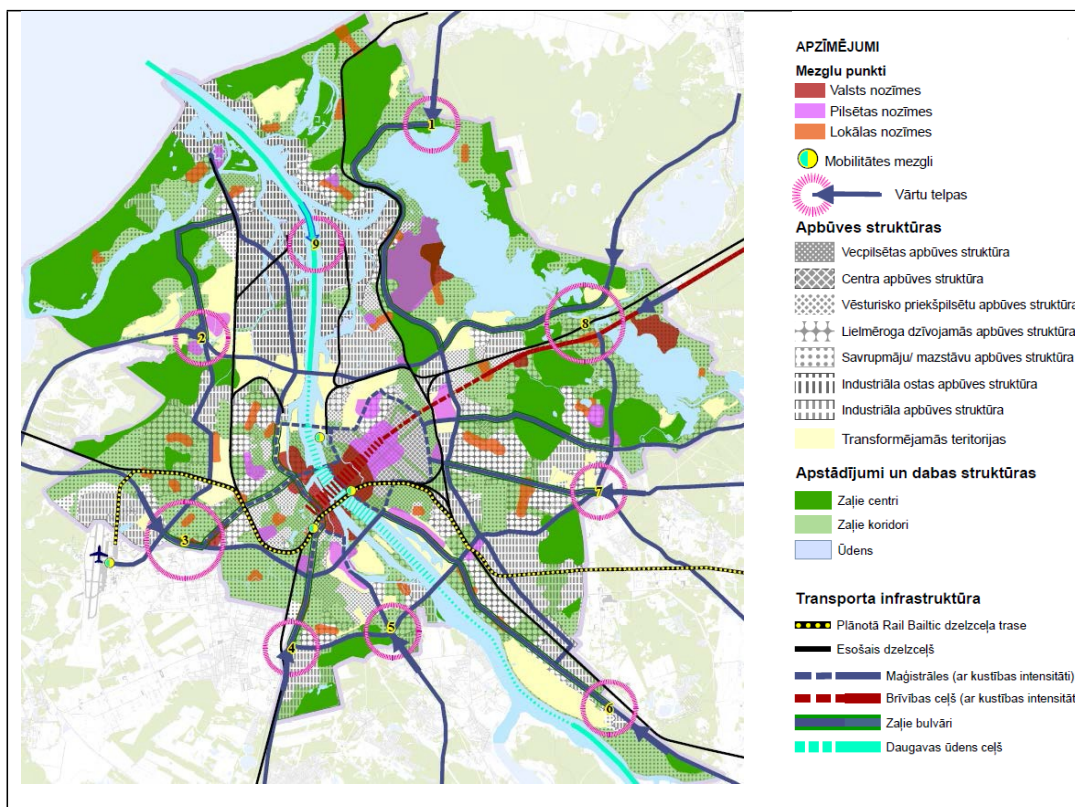 APZĪMĒJUMI
Mezglu punkti
Valsts nozīmes
Pilsētas nozīmes
Lokālas nozīmes
Mobilitātes mezgli
Vārtu telpas
Apbūves struktūras
Vecpilsētas apbūves struktūra
Centra apbūves struktūra
Vēsturisko priekšpilsētu apbūves struktūra
Lielmēroga dzīvojamās apbūves struktūra
Savrupmāju/ mazstāvu apbūves struktūra
Industriāla ostas apbūves struktūra
Industriāla apbūves struktūra
Transformējamās teritorijas
Apstādījumi un dabas struktūras
Zaļie centri
Zaļie koridori
Ūdens
Transporta infrastruktūra
Plānotā Rail Bailtic dzelzceļa trase
Esošais dzelzceļš
Maģistrāles (ar kustības intensitāti)
Brīvības ceļš (ar kustības intensitāt
Zaļie bulvāri
Daugavas ūdens ceļš
1
9
2
8
7
3
5
4
6